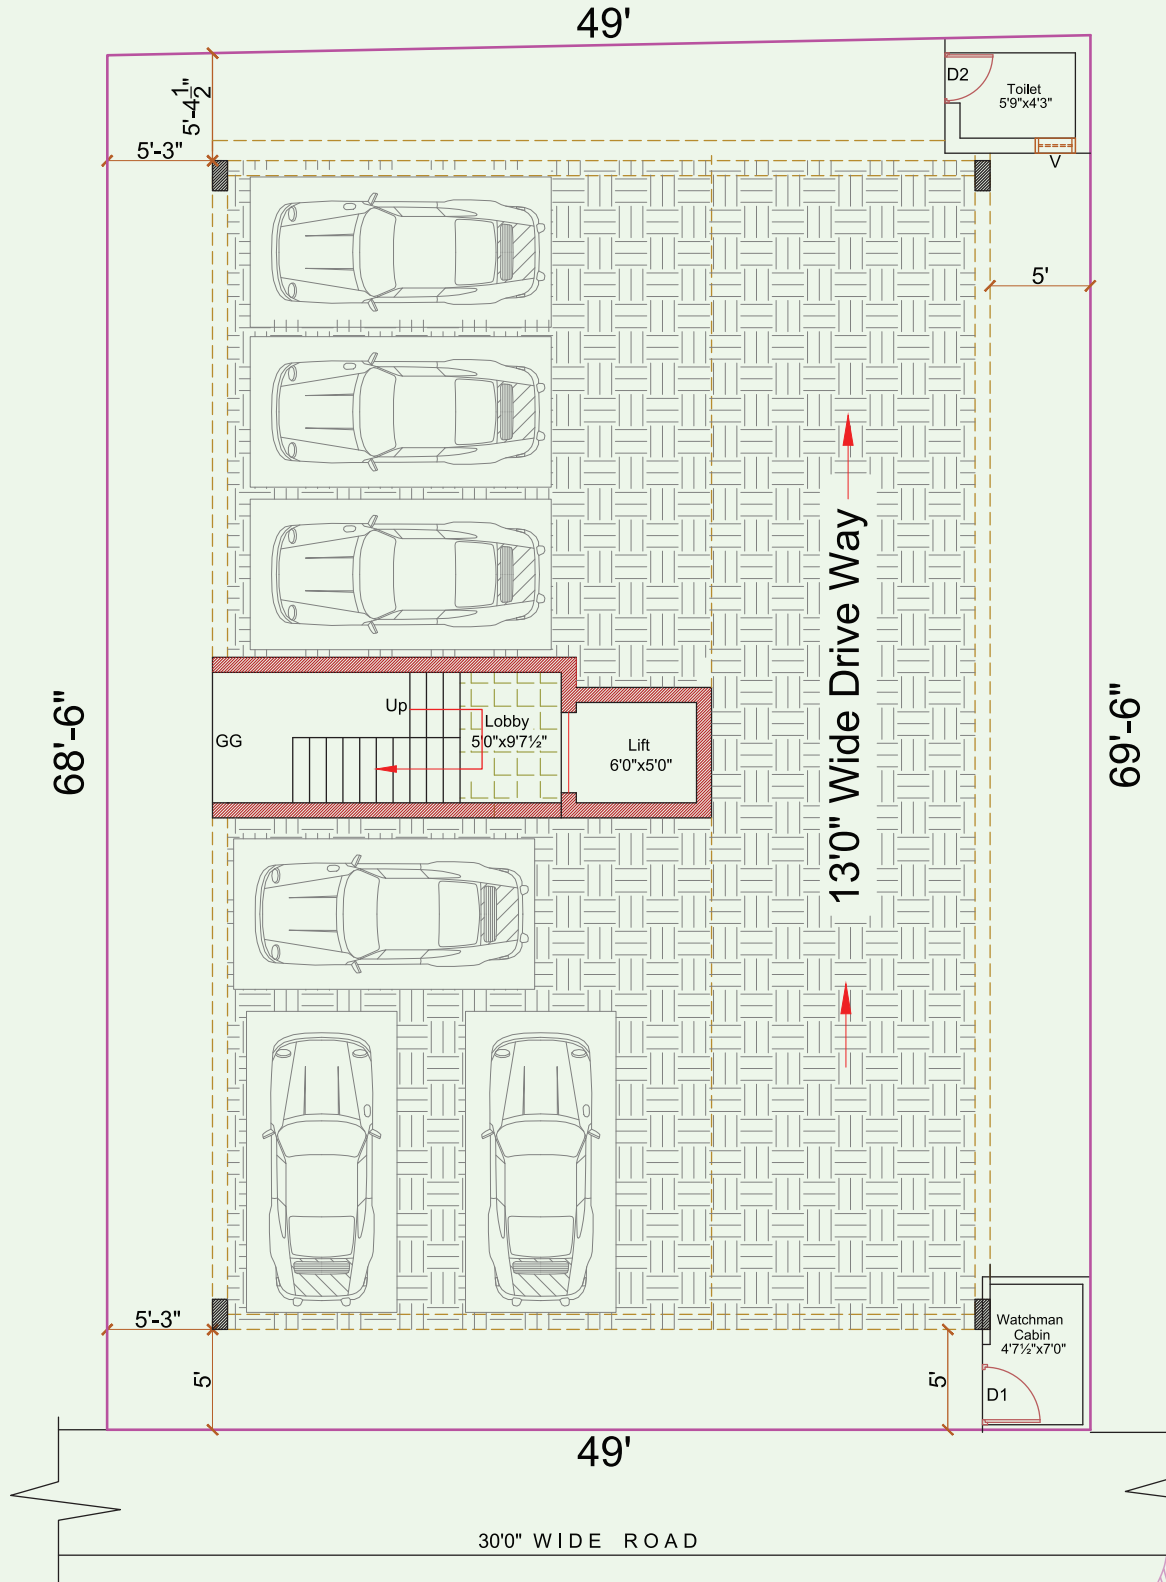 49'
5'-4 1/2"
D2
Toilet
5'9"x4'3"
5'-3"
V
5'
68'-6"
69'-6"
13'0" Wide Drive Way
Up
Lobby
5'0"x9'7½"
GG
Lift
6'0"x5'0"
5'-3"
Watchman
Cabin
4'7½"x7'0"
5'
5'
D1
49'
30'0" WIDE ROAD